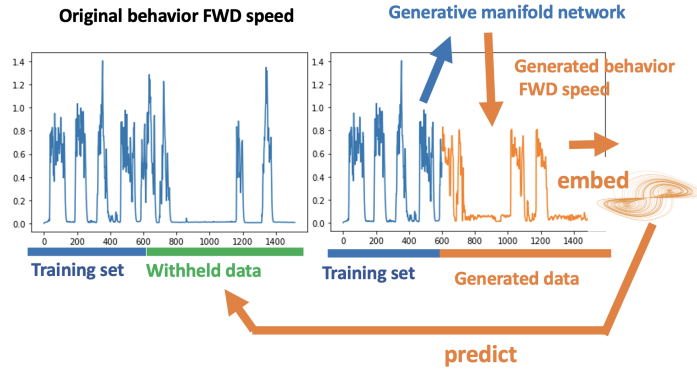 Original behavior FWD speed
Generative manifold network
Generated behavior
FWD speed
1.4
1.2
1.0
0.8
0.6
0.4
0.2
0.0
0 200 400 600 800 1000 1200 1400
1.4
1.2
1.0
0.8
0.6
0.4
0.2
0.0
0 200 400 600 800 1000 1200 1400
embed
Training set
Withheld data
Training set
Generated data
predict